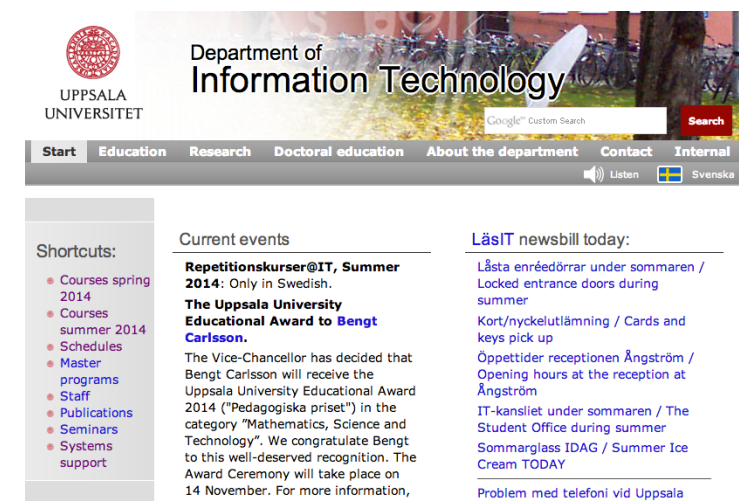 Department of
Information Technology
UPPSALA
UNIVERSITET
Google™ Custom Search
Search
Start Education Research Doctoral education About the department Contact Internal
Listen Svenska
Shortcuts:
Courses spring
2014
Courses
summer 2014
Schedules
Master
programs
Staff
Publications
Seminars
Systems
support
Current events
Repetitionskurser@IT, Summer
2014: Only in Swedish.
The Uppsala University
Educational Award to Bengt
Carlsson.
The Vice-Chancellor has decided that
Bengt Carlsson will receive the
Uppsala University Educational Award
2014 ("Pedagogiska priset") in the
category ”Mathematics, Science and
Technology”. We congratulate Bengt
to this well-deserved recognition. The
Award Ceremony will take place on
14 November. For more information,
LäsIT newsbill today:
Låsta enréedörrar under sommaren /
Locked entrance doors during
summer
Kort/nyckelutlämning / Cards and
keys pick up
Öppettider receptionen Ångström /
Opening hours at the reception at
Ångström
IT-kansliet under sommaren / The
Student Office during summer
Sommarglass IDAG / Summer Ice
Cream TODAY
Problem med telefoni vid Uppsala